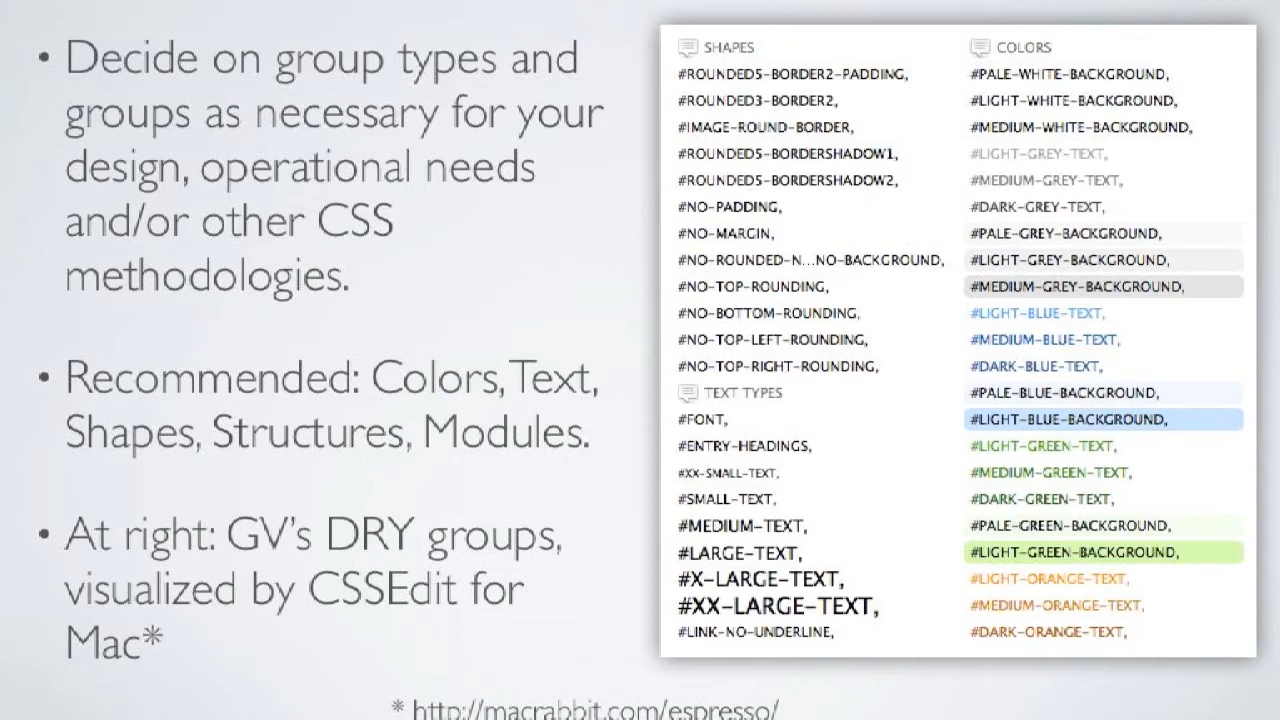 • Decide on group types and
groups as necessary for your
design, operational needs
and/or other CSS
methodologies.
• Recommended: Colors, Text,
Shapes, Structures, Modules.
• At right: GV's DRY groups,
visualized by CSSEdit for
Mac*
SHAPES
#ROUNDED5-BORDER2-PADDING,
#ROUNDED3-BORDER2,
#IMAGE-ROUND-BORDER,
#ROUNDED5-BORDERSHADOW1,
#ROUNDED5-BORDERSHADOW2,
#NO-PADDING,
#NO-MARGIN,
#NO-ROUNDED-N...NO-BACKGROUND,
#NO-TOP-ROUNDING,
#NO-BOTTOM-ROUNDING,
#NO-TOP-LEFT-ROUNDING,
#NO-TOP-RIGHT-ROUNDING,
TEXT TYPES
#FONT,
#ENTRY-HEADINGS,
#XX-SMALL-TEXT,
#SMALL-TEXT,
#MEDIUM-TEXT,
#LARGE-TEXT,
#X-LARGE-TEXT,
#XX-LARGE-TEXT,
#LINK-NO-UNDERLINE,
COLORS
#PALE-WHITE-BACKGROUND,
#LIGHT-WHITE-BACKGROUND,
#MEDIUM-WHITE-BACKGROUND,
#LIGHT-GREY-TEXT,
#MEDIUM-GREY-TEXT,
#DARK-GREY-TEXT,
#PALE-GREY-BACKGROUND,
#LIGHT-GREY-BACKGROUND,
#MEDIUM-GREY-BACKGROUND,
#LIGHT-BLUE-TEXT,
#MEDIUM-BLUE-TEXT,
#DARK-BLUE-TEXT,
#PALE-BLUE-BACKGROUND,
#LIGHT-BLUE-BACKGROUND,
#LIGHT-GREEN-TEXT,
#MEDIUM-GREEN-TEXT,
#DARK-GREEN-TEXT,
#PALE-GREEN-BACKGROUND,
#LIGHT-GREEN-BACKGROUND,
#LIGHT-ORANGE-TEXT,
#MEDIUM-ORANGE-TEXT,
#DARK-ORANGE-TEXT,
* http://macrabbit.com/espresso/